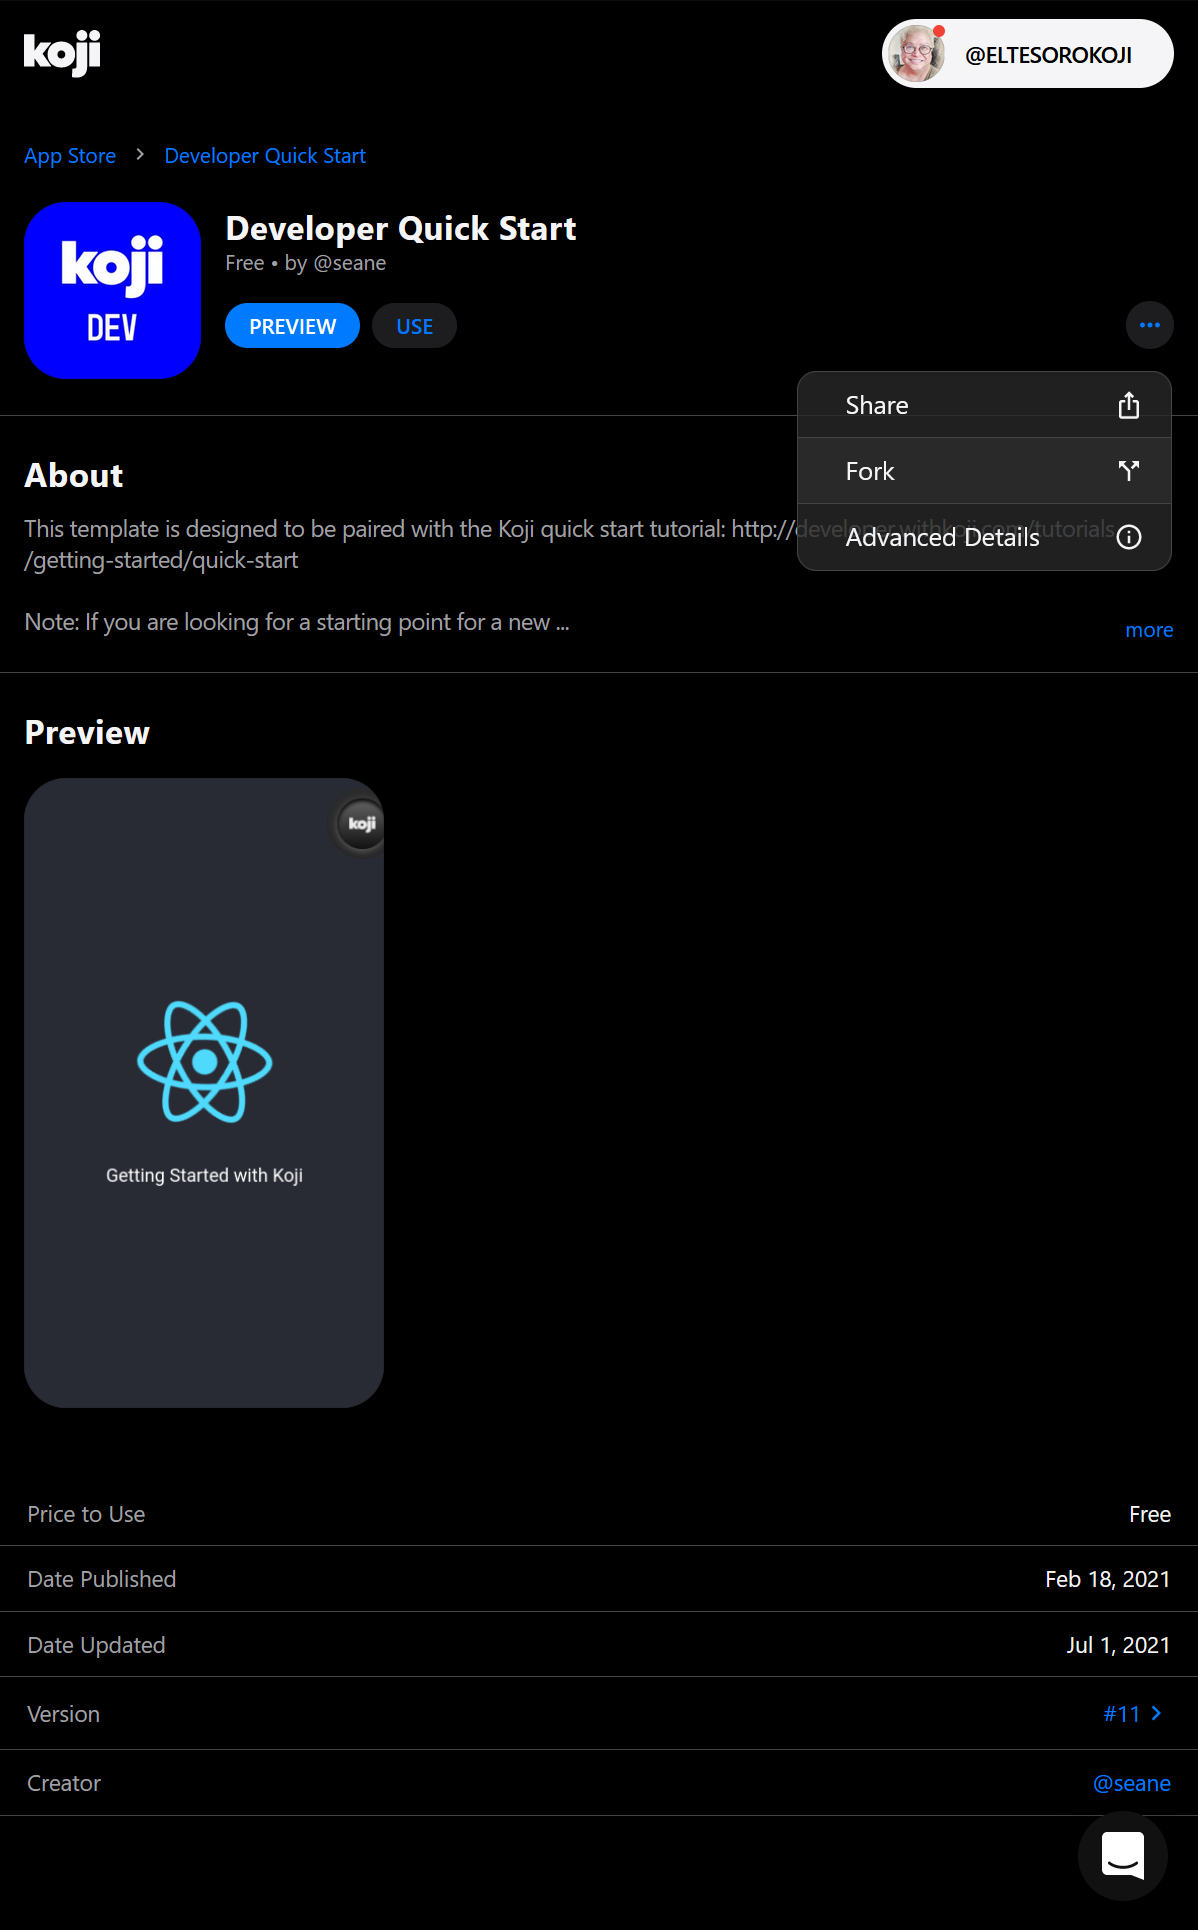 koji
@ELTESOROKOJI
App Store > Developer Quick Start
koji
DEV
Developer Quick Start
Free • by @seane
PREVIEW
USE
Share
Fork
Advanced Details
About
This template is designed to be paired with the Koji quick start tutorial: http://developer.withkoji.com/tutorials
/getting-started/quick-start
Note: If you are looking for a starting point for a new ...
more
Preview
koji
Getting Started with Koji
Price to Use Free
Date Published Feb 18, 2021
Date Updated Jul 1, 2021
Version #11 >
Creator @seane